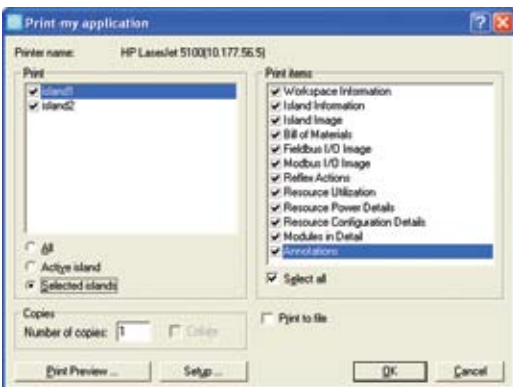 Print my application
Printer name: HP LaserJet 5100(10.177.56.5)
Print
island1
island2
All
Active island
Selected islands
Print items
Workspace Information
Island Information
Island Image
Bill of Materials
Fieldbus I/O Image
Modbus I/O Image
Reflex Actions
Resource Utilization
Resource Power Details
Resource Configuration Details
Modules in Detail
Annotations
Select all
Copies
Number of copies: 1
Collate
Print to file
Print Preview ...
Setup ...
OK
Cancel